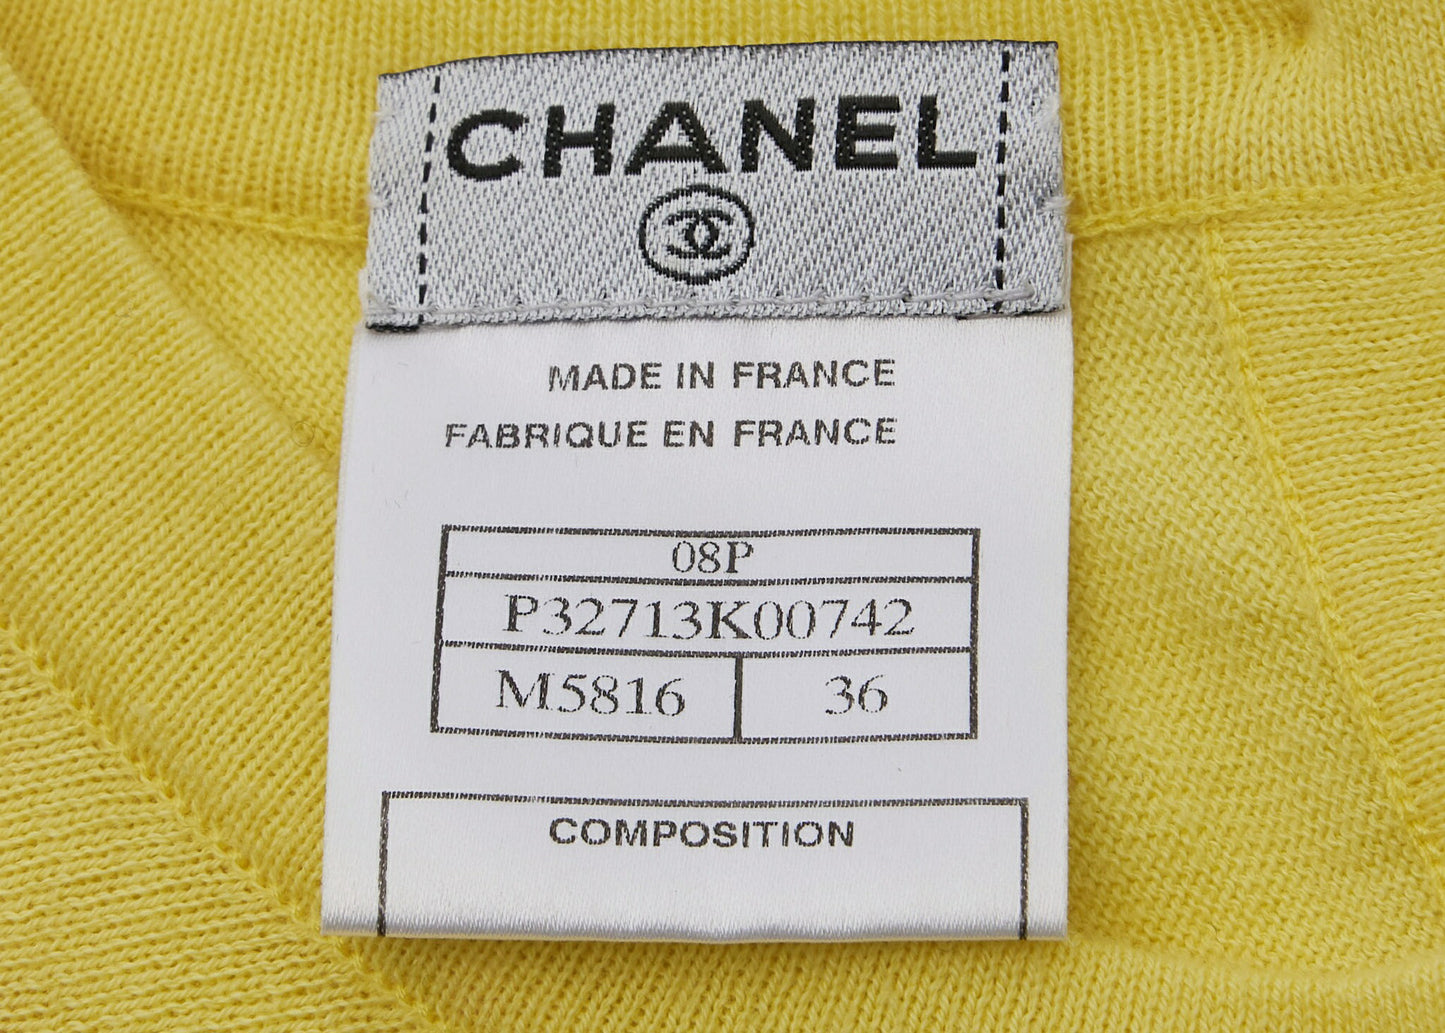 CHANEL
MADE IN FRANCE
FABRIQUE EN FRANCE
08P
P32713K00742
M5816 36
COMPOSITION